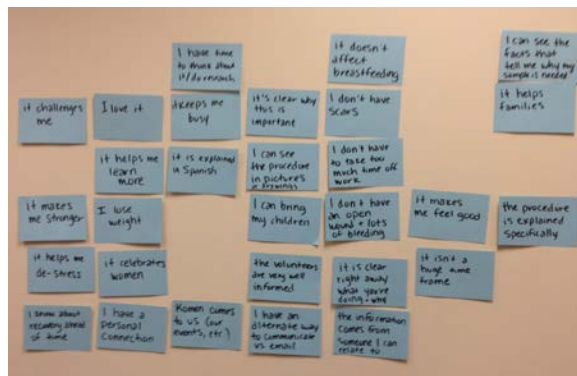 I have time
to think about
it/do research
it doesn't
affect
breastfeeding
I can see the
facts that
tell me why my
sample is needed
it challenges
me
I love it
it keeps me
busy
it's clear why
this is
important
I don't have
scars
it helps
families
it helps me
learn
more
it is explained
in Spanish
I can see
the procedure
in pictures
or drawings
I don't have
to take too
much time off
work
it makes
me stronger
I lose
weight
I can bring
my children
I don't have
an open
wound + lots
of bleeding
it makes
me feel good
the procedure
is explained
specifically
it helps me
de-stress
it celebrates
women
the volunteers
are very well
informed
it is clear
right away
what you're
doing + why
it isn't a
huge time
frame
I know about
recovery ahead
of time
I have a
personal
connection
Komen comes
to us (our
events, etc)
I have an
alternate way
to communicate
vs email
the information
comes from
someone I can
relate to